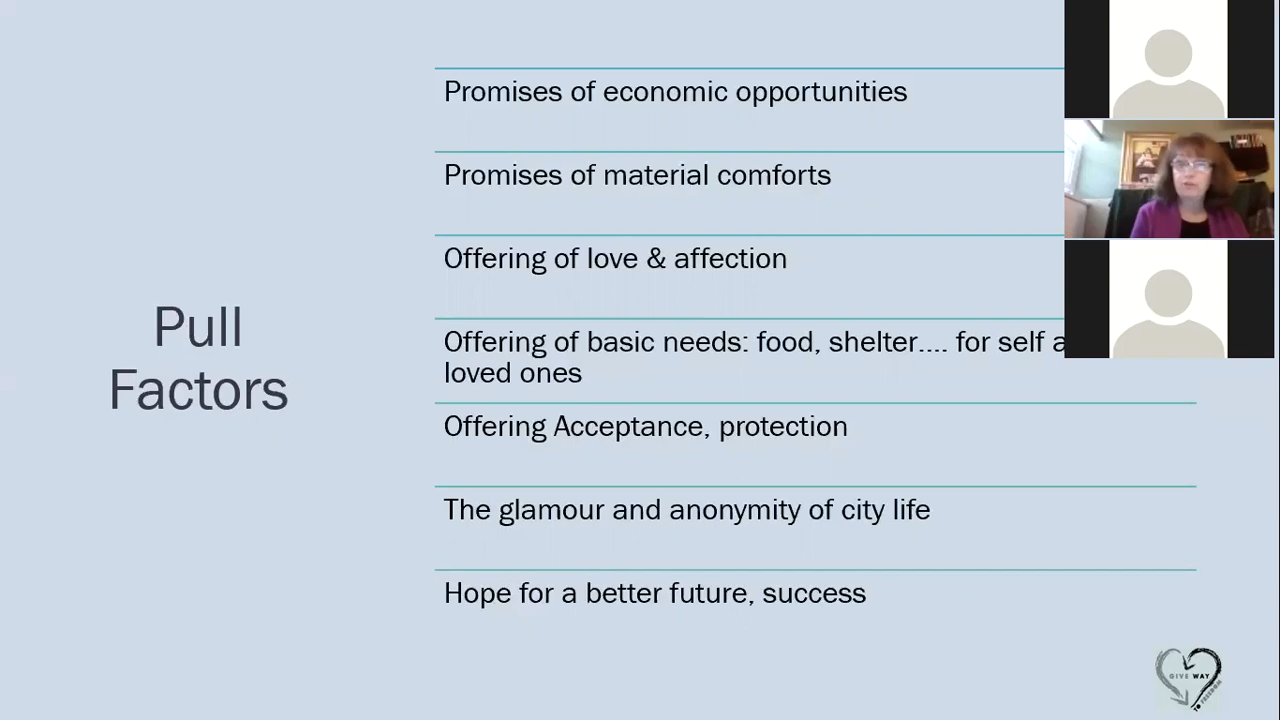 Pull
Factors
Promises of economic opportunities
Promises of material comforts
Offering of love & affection
Offering of basic needs: food, shelter.... for self
loved ones
Offering Acceptance, protection
The glamour and anonymity of city life
Hope for a better future, success
GIVE WAY
TO FREEDOM